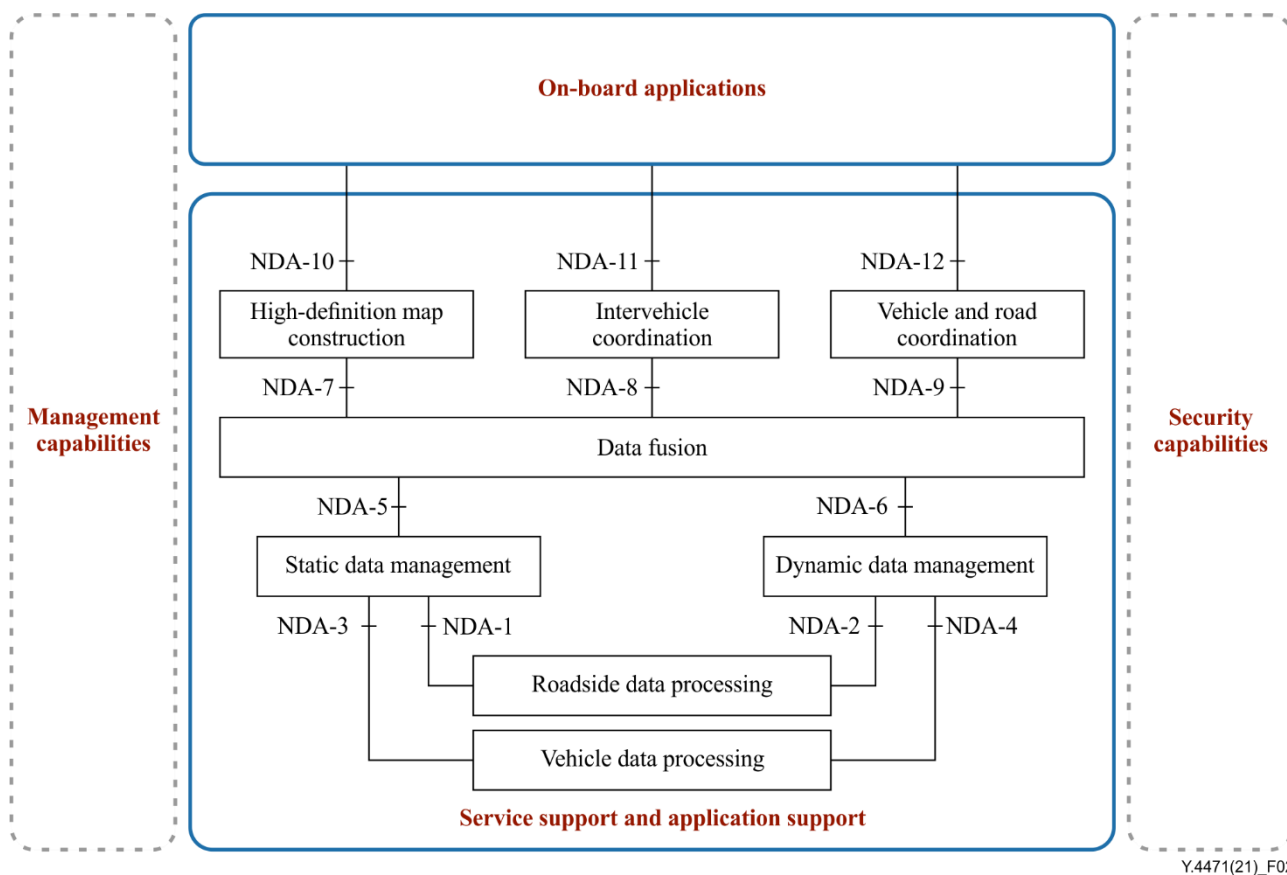 On-board applications
NDA-10
NDA-11
NDA-12
High-definition map
construction
Intervehicle
coordination
Vehicle and road
coordination
NDA-7
NDA-8
NDA-9
Management
capabilities
Security
capabilities
Data fusion
NDA-5
NDA-6
Static data management
Dynamic data management
NDA-3
NDA-1
NDA-2
NDA-4
Roadside data processing
Vehicle data processing
Service support and application support
Y.4471(21)_F02